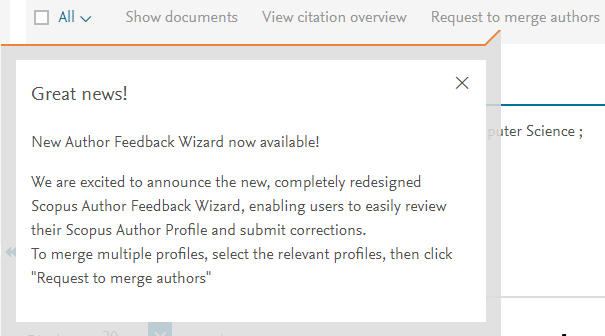 All Show documents View citation overview Request to merge authors
Great news!
New Author Feedback Wizard now available!
puter Science ;
We are excited to announce the new, completely redesigned
Scopus Author Feedback Wizard, enabling users to easily review
their Scopus Author Profile and submit corrections.
To merge multiple profiles, select the relevant profiles, then click
"Request to merge authors"
20